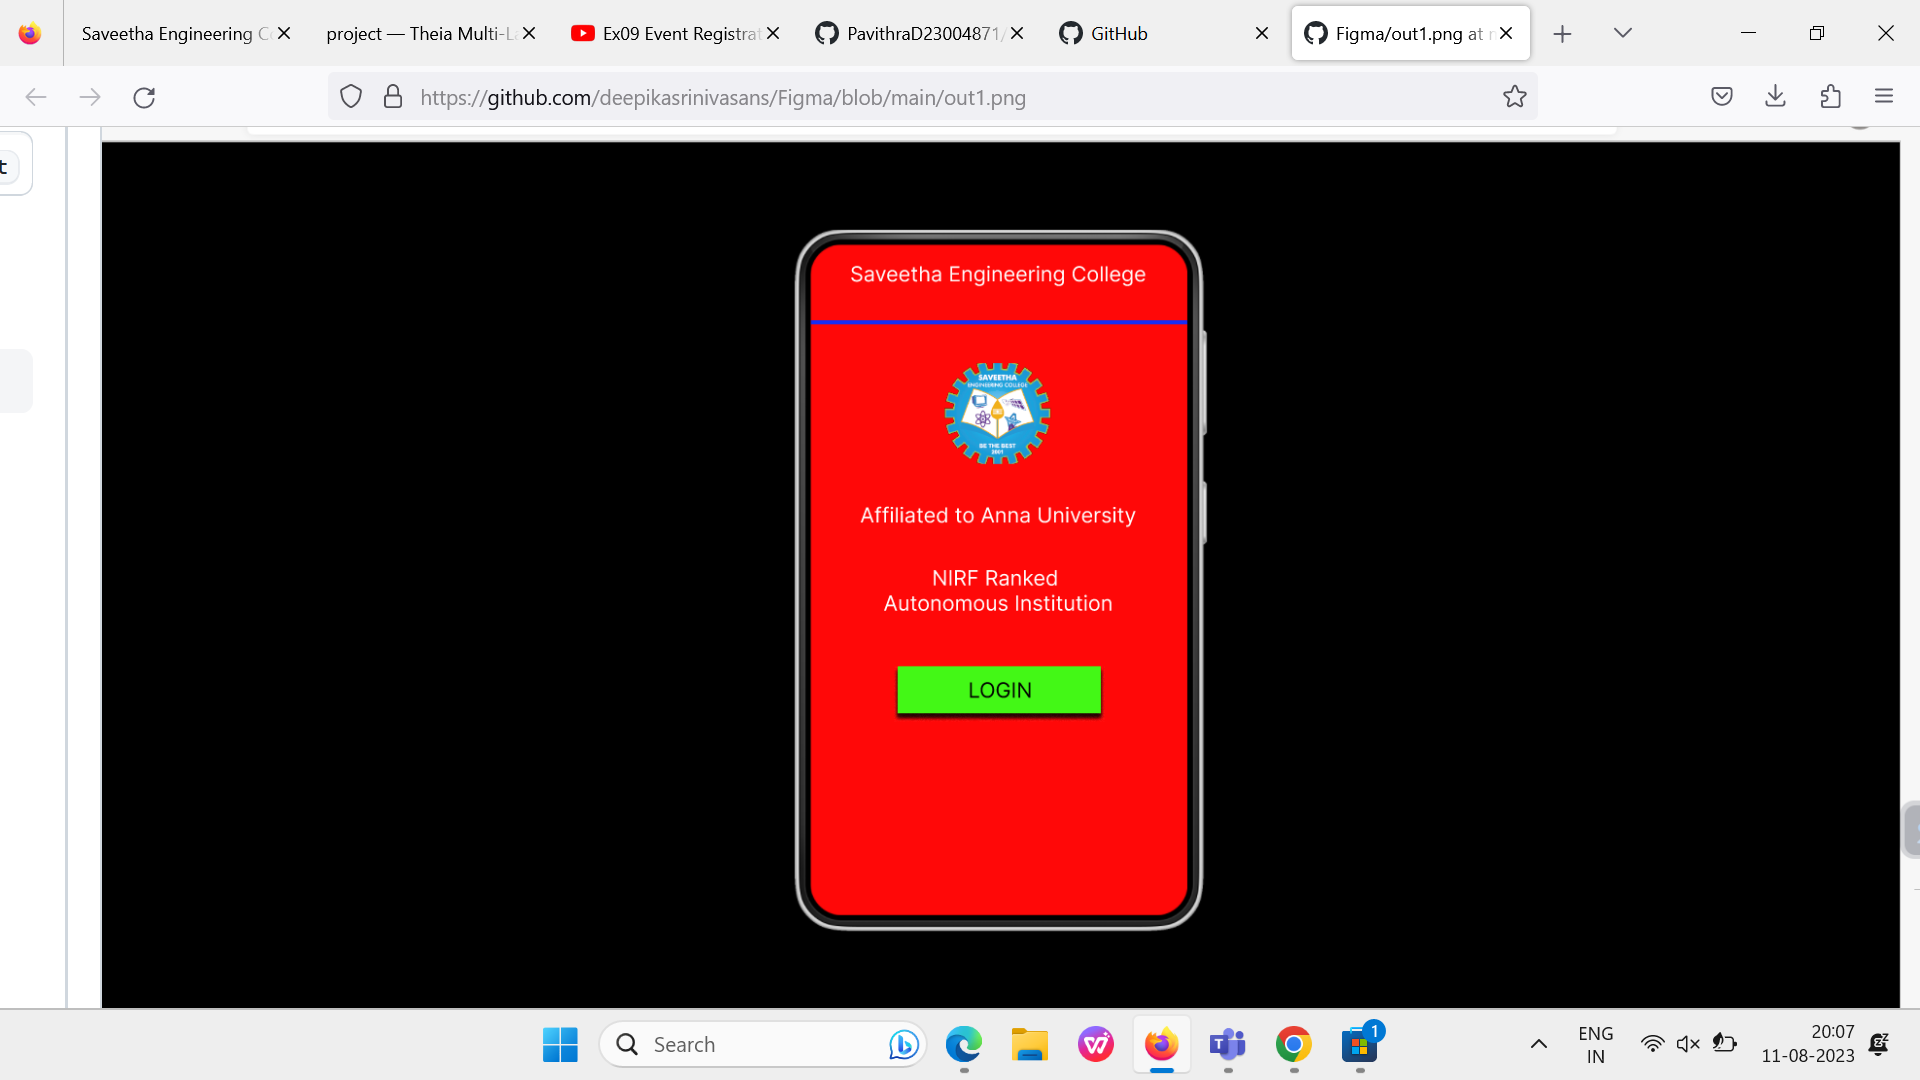 Saveetha Engineering C
project — Theia Multi-L
Ex09 Event Registrat
PavithraD23004871/
GitHub
Figma/out1.png at
https://github.com/deepikasrinivasans/Figma/blob/main/out1.png
t
Saveetha Engineering College
SAVEETHA
ENGINEERING COLLEGE
BE THE BEST
2001
Affiliated to Anna University
NIRF Ranked
Autonomous Institution
LOGIN
Search
1
ENG
IN
20:07
11-08-2023